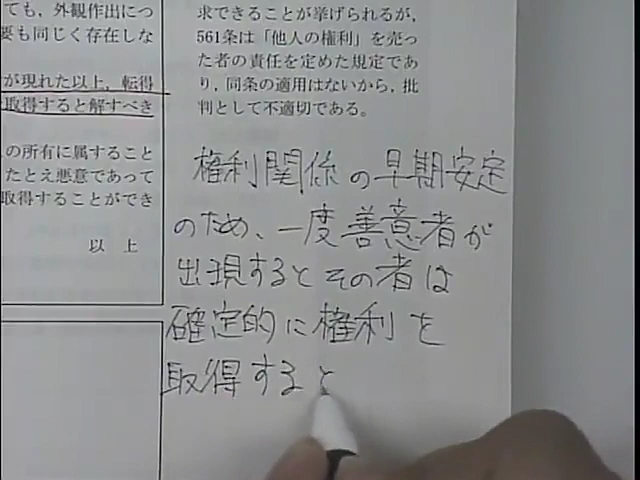 ても，外観作出につ
要も同じく存在しな
が現れた以上，転得
取得すると解すべき
の所有に属すること
たとえ悪意であって
取得することができ
以　上
求できることが挙げられるが，
561条は「他人の権利」を売っ
た者の責任を定めた規定であ
り，同条の適用はないから，批
判として不適切である。
権利関係の早期安定
のため、一度善意者が
出現するとその者は
確定的に権利を
取得すると